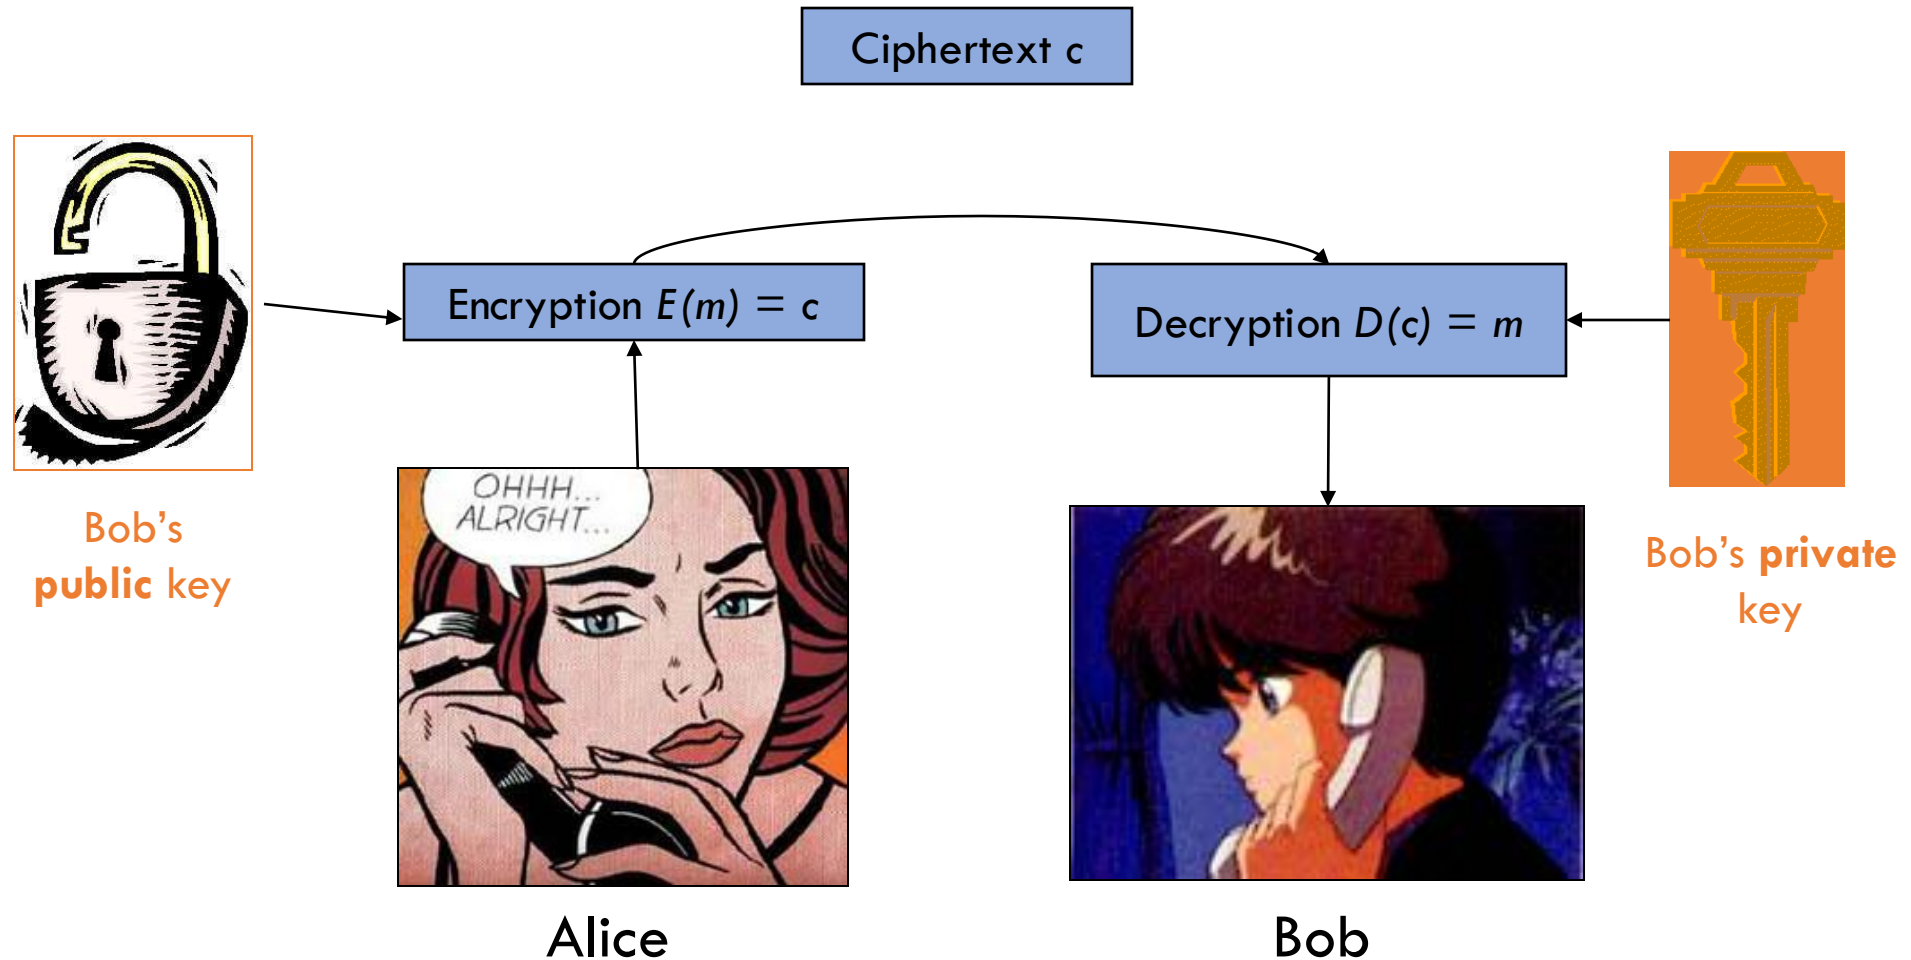 Ciphertext c
Encryption E(m) = c
Decryption D(c) = m
OHHH...
ALRIGHT...
Bob's
public key
Bob's private
key
Alice
Bob